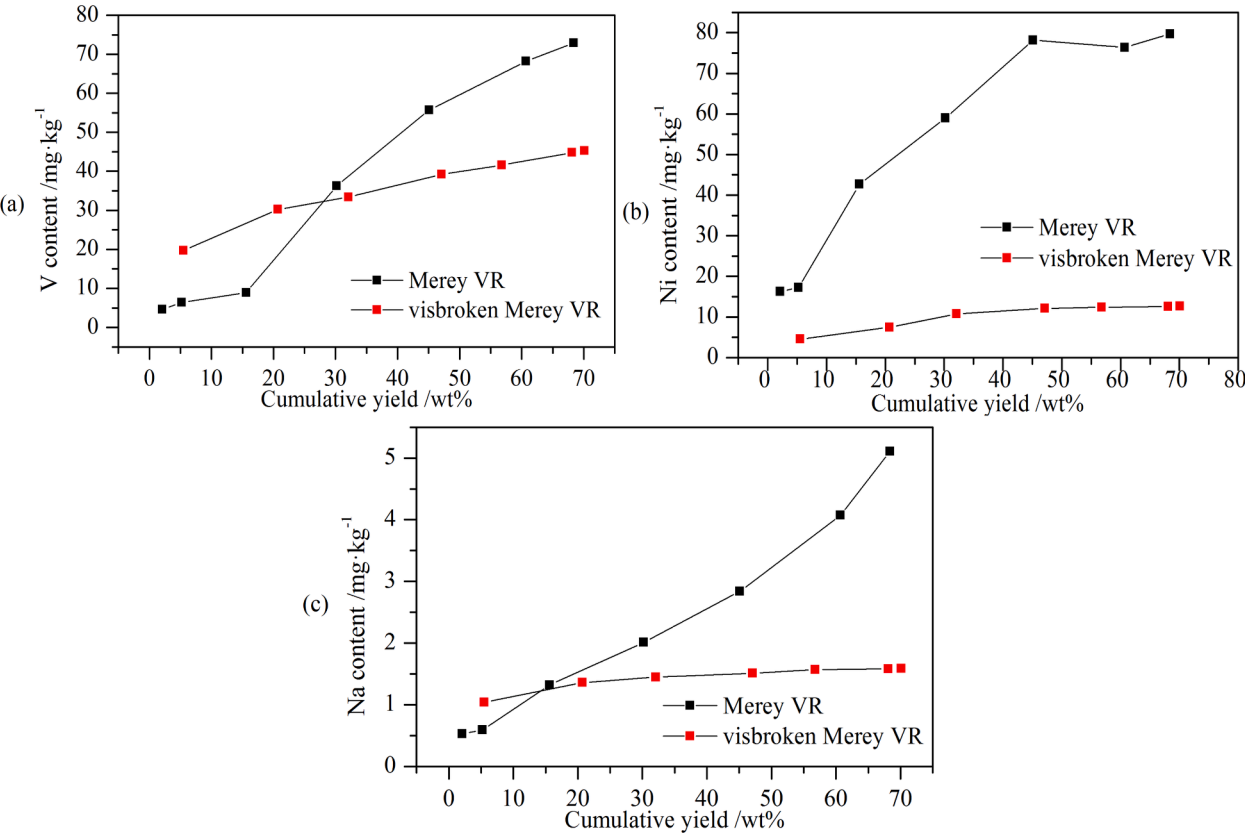 (a)
V content /mg·kg⁻¹
80
70
60
50
40
30
20
10
0
Merey VR
visbroken Merey VR
0 10 20 30 40 50 60 70
Cumulative yield /wt%
(b)
Ni content /mg·kg⁻¹
80
70
60
50
40
30
20
10
0
Merey VR
visbroken Merey VR
0 10 20 30 40 50 60 70 80
Cumulative yield /wt%
(c)
Na content /mg·kg⁻¹
5
4
3
2
1
0
Merey VR
visbroken Merey VR
0 10 20 30 40 50 60 70
Cumulative yield /wt%